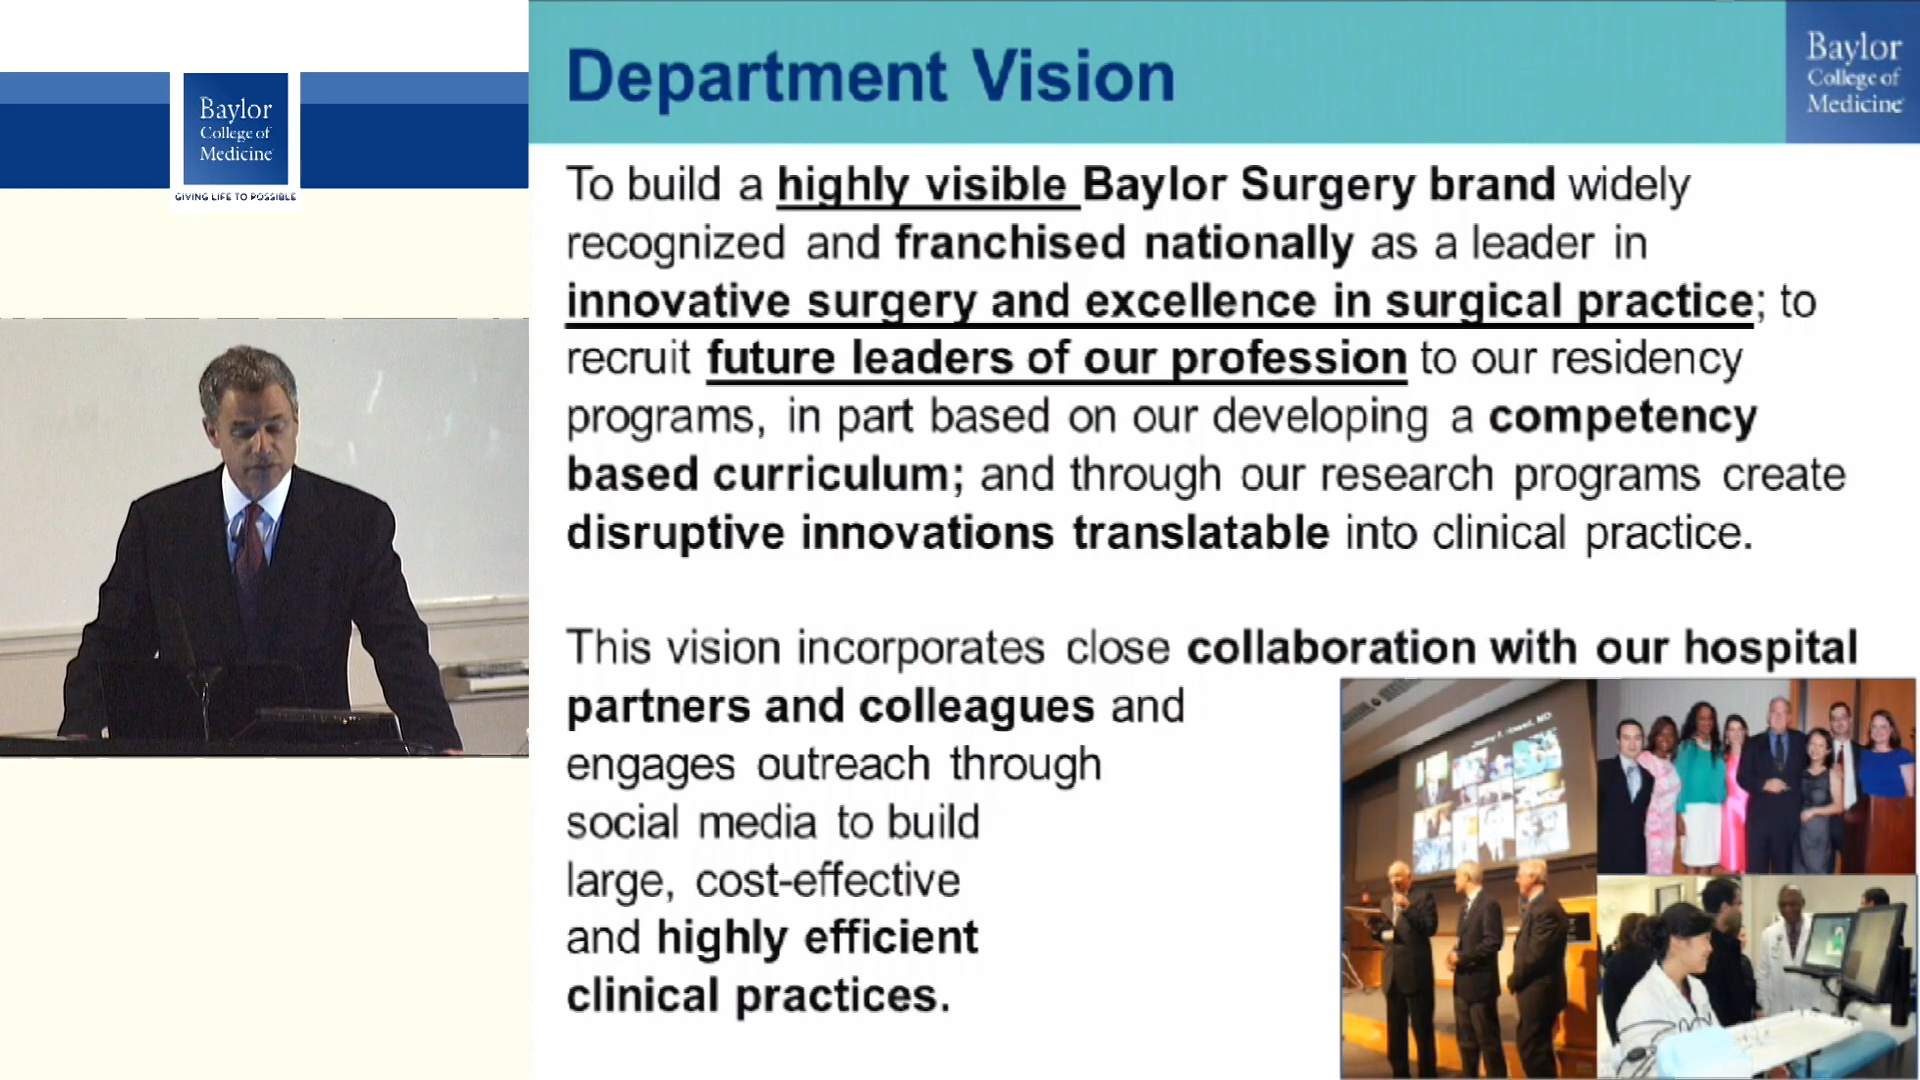 Baylor
College of
Medicine
GIVING LIFE TO POSSIBLE
Department Vision
Baylor
College of
Medicine
To build a highly visible Baylor Surgery brand widely
recognized and franchised nationally as a leader in
innovative surgery and excellence in surgical practice; to
recruit future leaders of our profession to our residency
programs, in part based on our developing a competency
based curriculum; and through our research programs create
disruptive innovations translatable into clinical practice.
This vision incorporates close collaboration with our hospital
partners and colleagues and
engages outreach through
social media to build
large, cost-effective
and highly efficient
clinical practices.